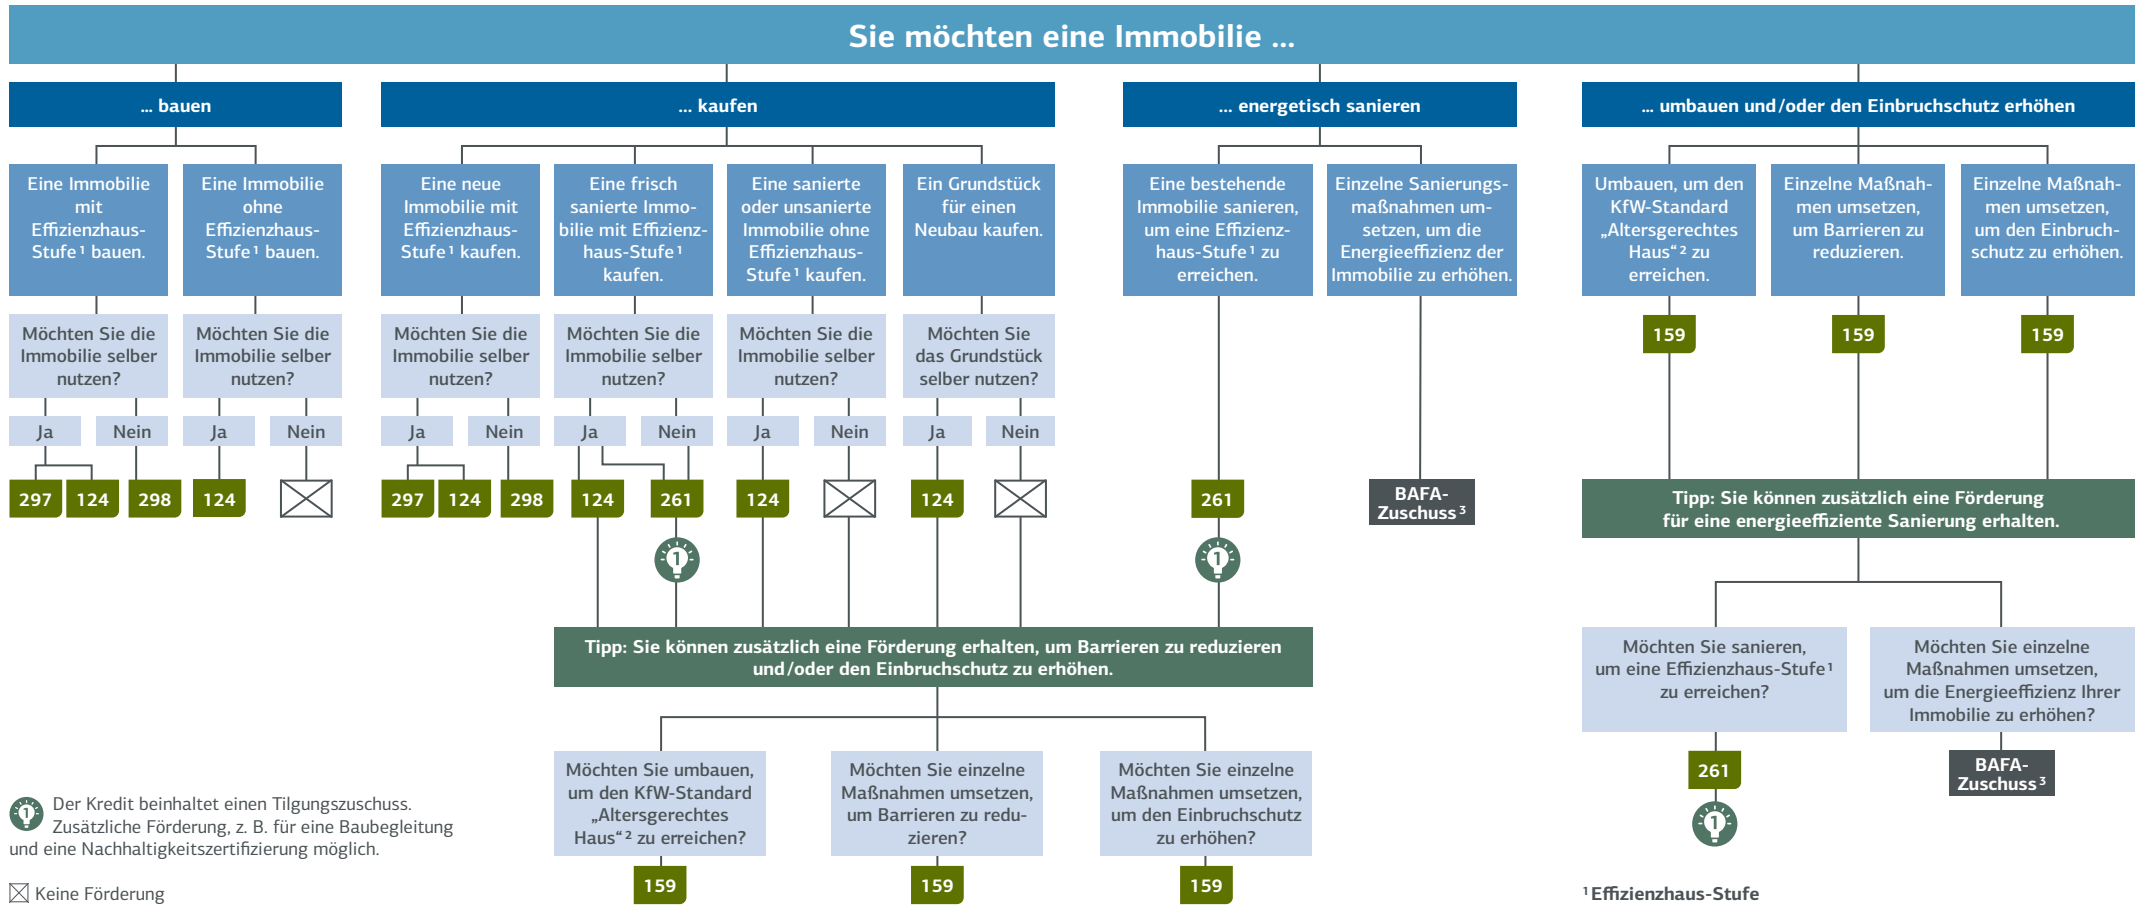 Sie möchten eine Immobilie ...
... bauen
Eine Immobilie
mit
Effizienzhaus-
Stufe¹ bauen.
Möchten Sie die
Immobilie selber
nutzen?
Ja
Nein
297
124
298
Eine Immobilie
ohne
Effizienzhaus-
Stufe¹ bauen.
Möchten Sie die
Immobilie selber
nutzen?
Ja
Nein
124
... kaufen
Eine neue
Immobilie mit
Effizienzhaus-
Stufe¹ kaufen.
Möchten Sie die
Immobilie selber
nutzen?
Ja
Nein
297
124
298
Eine frisch
sanierte Immo-
bilie mit Effizienz-
haus-Stufe¹
kaufen.
Möchten Sie die
Immobilie selber
nutzen?
Ja
Nein
124
261
1
Eine sanierte
oder unsanierte
Immobilie ohne
Effizienzhaus-
Stufe¹ kaufen.
Möchten Sie die
Immobilie selber
nutzen?
Ja
Nein
124
Ein Grundstück
für einen
Neubau kaufen.
Möchten Sie
das Grundstück
selber nutzen?
Ja
Nein
124
... energetisch sanieren
Eine bestehende
Immobilie sanieren,
um eine Effizienz-
haus-Stufe¹ zu
erreichen.
261
1
Einzelne Sanierungs-
maßnahmen um-
setzen, um die
Energieeffizienz der
Immobilie zu erhöhen.
BAFA-
Zuschuss³
Tipp: Sie können zusätzlich eine Förderung erhalten, um Barrieren zu reduzieren
und/oder den Einbruchschutz zu erhöhen.
Möchten Sie umbauen,
um den KfW-Standard
„Altersgerechtes
Haus“² zu erreichen?
159
Möchten Sie einzelne
Maßnahmen umsetzen,
um Barrieren zu redu-
zieren?
159
Möchten Sie einzelne
Maßnahmen umsetzen,
um den Einbruchschutz
zu erhöhen?
159
... umbauen und/oder den Einbruchschutz erhöhen
Umbauen, um den
KfW-Standard
„Altersgerechtes
Haus“² zu
erreichen.
159
Einzelne Maßnah-
men umsetzen,
um Barrieren zu
reduzieren.
159
Einzelne Maßnah-
men umsetzen,
um den Einbruch-
schutz zu erhöhen.
159
Tipp: Sie können zusätzlich eine Förderung
für eine energieeffiziente Sanierung erhalten.
Möchten Sie sanieren,
um eine Effizienzhaus-Stufe¹
zu erreichen?
261
1
Möchten Sie einzelne
Maßnahmen umsetzen,
um die Energieeffizienz Ihrer
Immobilie zu erhöhen?
BAFA-
Zuschuss³
1 Der Kredit beinhaltet einen Tilgungszuschuss.
Zusätzliche Förderung, z. B. für eine Baubegleitung
und eine Nachhaltigkeitszertifizierung möglich.
Keine Förderung
¹ Effizienzhaus-Stufe